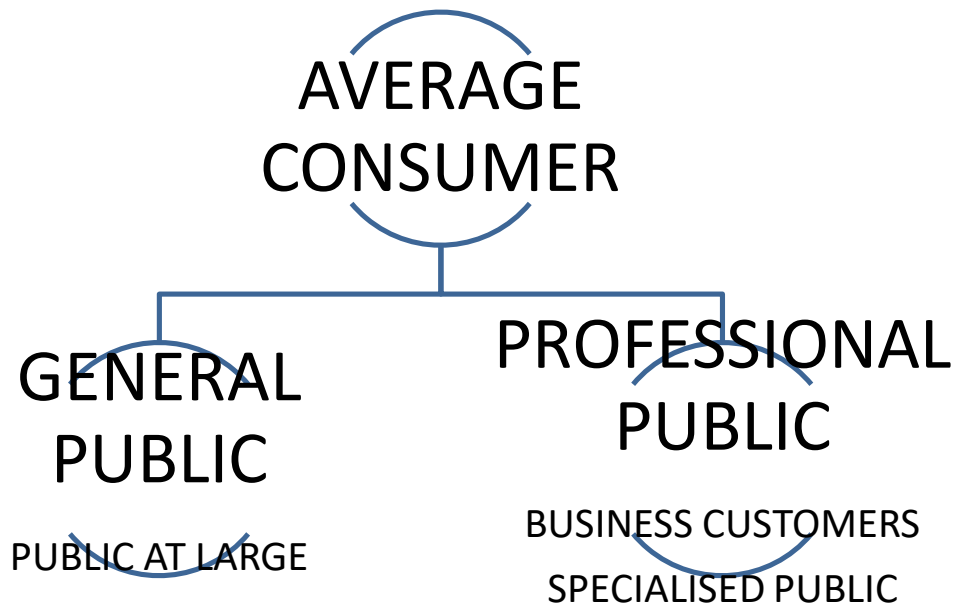 AVERAGE
CONSUMER
GENERAL
PUBLIC
PUBLIC AT LARGE
PROFESSIONAL
PUBLIC
BUSINESS CUSTOMERS
SPECIALISED PUBLIC